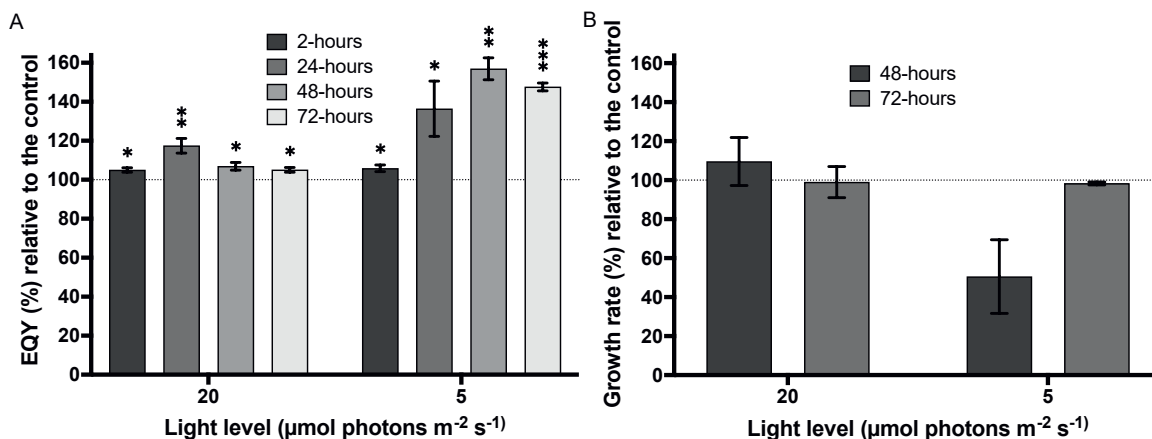 A
EQY (%) relative to the control
160
140
120
100
80
60
40
20
0
2-hours
24-hours
48-hours
72-hours
*
**
*
*
*
*
**
***
20
5
Light level (µmol photons m⁻² s⁻¹)
B
Growth rate (%) relative to the control
160
140
120
100
80
60
40
20
0
48-hours
72-hours
20
5
Light level (µmol photons m⁻² s⁻¹)